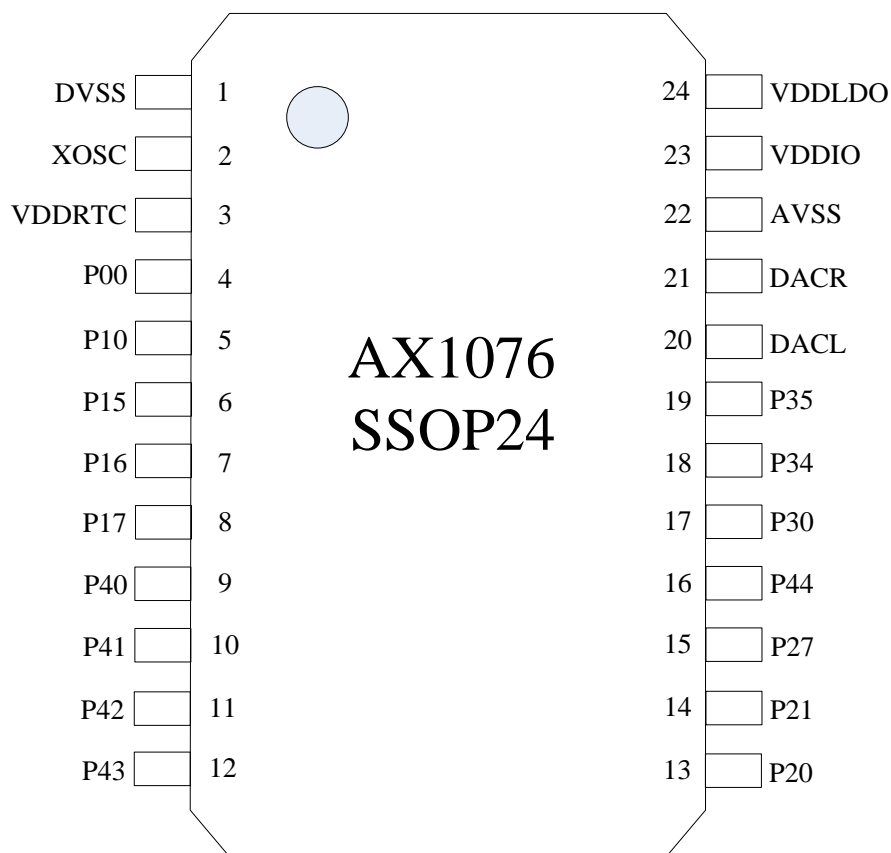 DVSS 1 24 VDDLDO
XOSC 2 23 VDDIO
VDDRTC 3 22 AVSS
P00 4 21 DACR
P10 5 20 DACL
AX1076
P15 6 19 P35
SSOP24
P16 7 18 P34
P17 8 17 P30
P40 9 16 P44
P41 10 15 P27
P42 11 14 P21
P43 12 13 P20